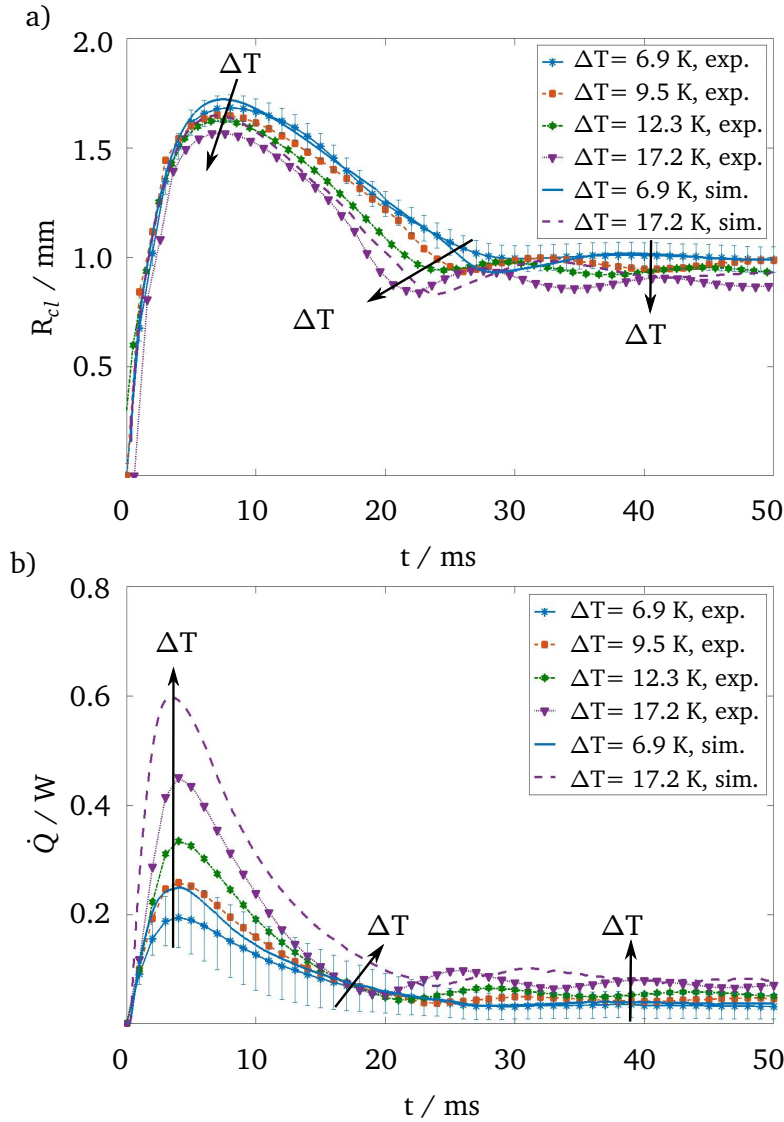 a)
2.0
1.5
1.0
0.5
R_cl / mm
ΔT
ΔT
ΔT
ΔT= 6.9 K, exp.
ΔT= 9.5 K, exp.
ΔT= 12.3 K, exp.
ΔT= 17.2 K, exp.
ΔT= 6.9 K, sim.
ΔT= 17.2 K, sim.
0 10 20 30 40 50
t / ms
b)
0.8
0.6
0.4
0.2
Q̇ / W
ΔT
ΔT
ΔT
ΔT= 6.9 K, exp.
ΔT= 9.5 K, exp.
ΔT= 12.3 K, exp.
ΔT= 17.2 K, exp.
ΔT= 6.9 K, sim.
ΔT= 17.2 K, sim.
0 10 20 30 40 50
t / ms